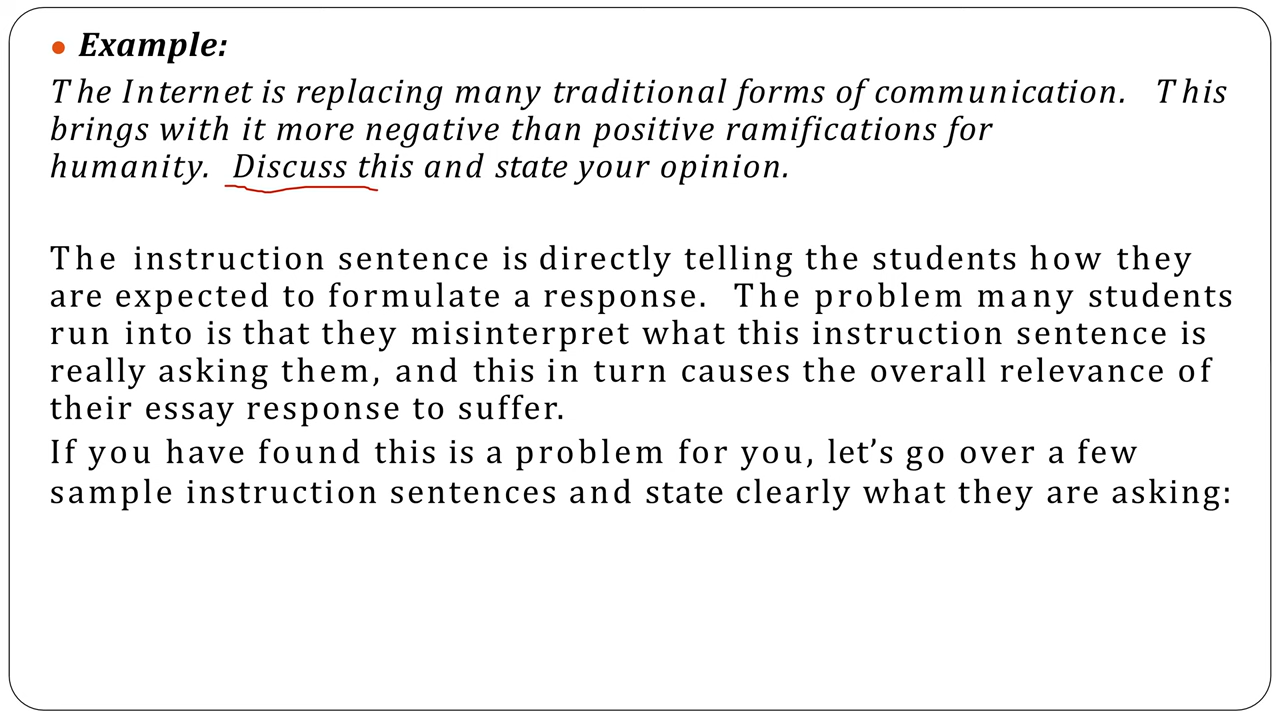 Example:
The Internet is replacing many traditional forms of communication. This
brings with it more negative than positive ramifications for
humanity. Discuss this and state your opinion.
The instruction sentence is directly telling the students how they
are expected to formulate a response. The problem many students
run into is that they misinterpret what this instruction sentence is
really asking them, and this in turn causes the overall relevance of
their essay response to suffer.
If you have found this is a problem for you, let’s go over a few
sample instruction sentences and state clearly what they are asking: